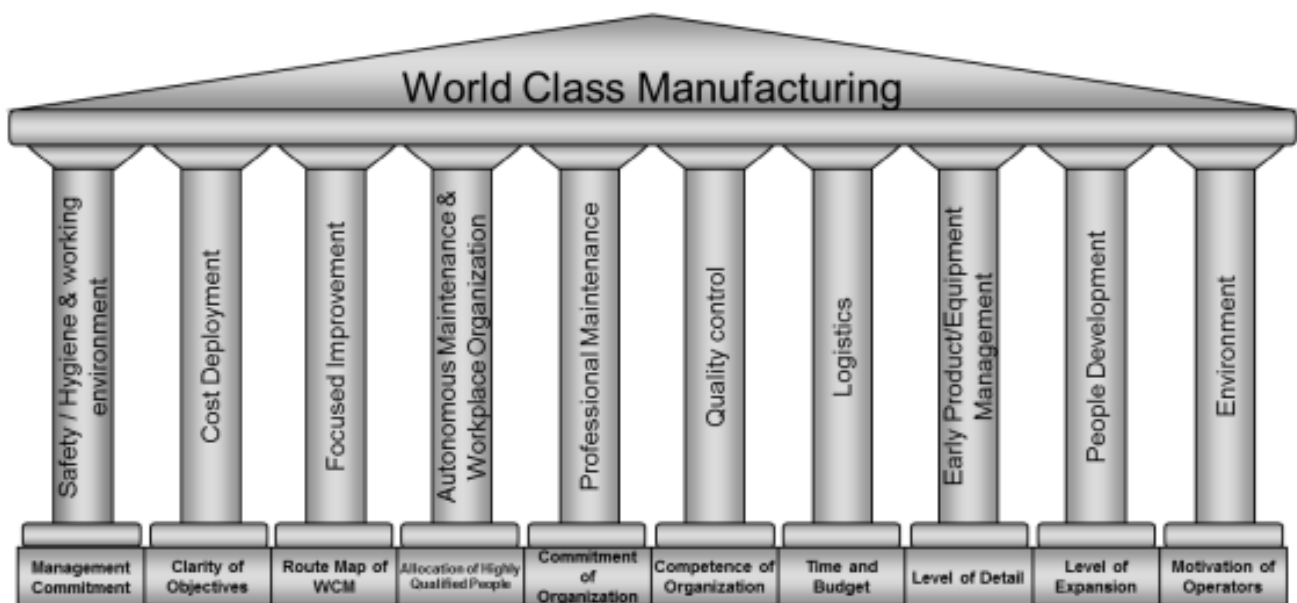 World Class Manufacturing
Safety / Hygiene & working
environment
Cost Deployment
Focused Improvement
Autonomous Maintenance &
Workplace Organization
Professional Maintenance
Quality control
Logistics
Early Product/Equipment
Management
People Development
Environment
Management
Commitment
Clarity of
Objectives
Route Map of
WCM
Allocation of Highly
Qualified People
Commitment
of
Organization
Competence of
Organization
Time and
Budget
Level of Detail
Level of
Expansion
Motivation of
Operators